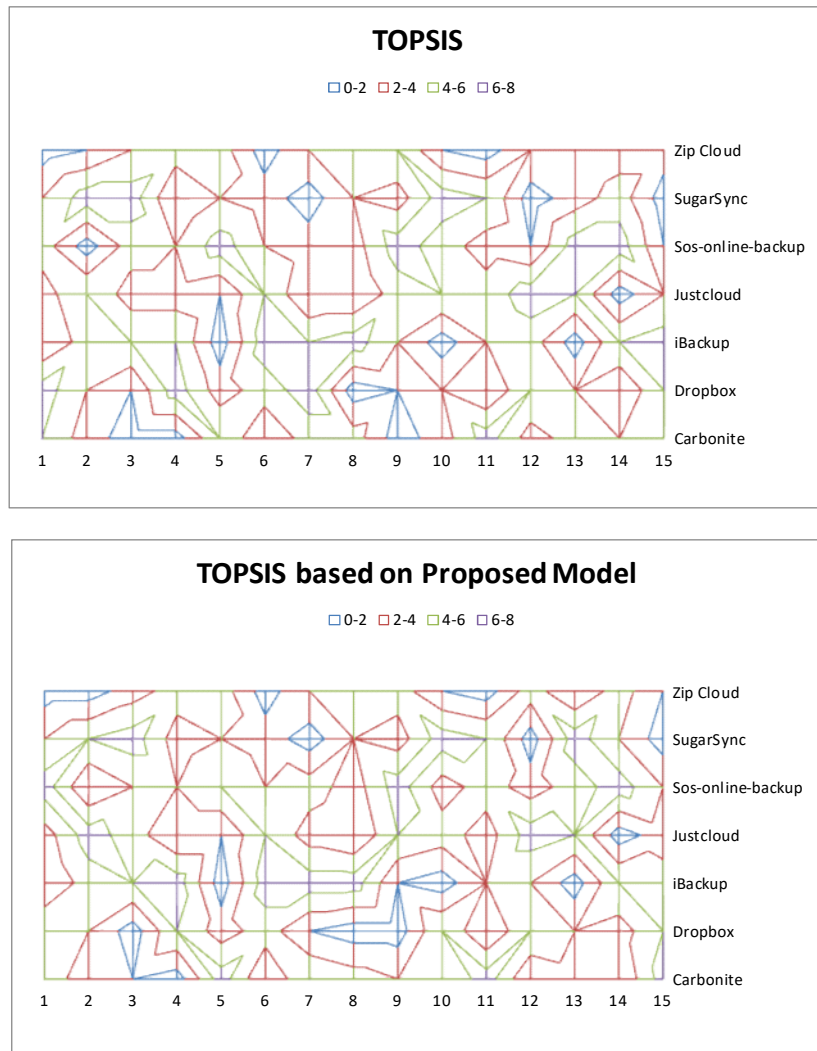 TOPSIS
0-2 2-4 4-6 6-8
Zip Cloud
SugarSync
Sos-online-backup
Justcloud
iBackup
Dropbox
Carbonite
1 2 3 4 5 6 7 8 9 10 11 12 13 14 15
TOPSIS based on Proposed Model
0-2 2-4 4-6 6-8
Zip Cloud
SugarSync
Sos-online-backup
Justcloud
iBackup
Dropbox
Carbonite
1 2 3 4 5 6 7 8 9 10 11 12 13 14 15